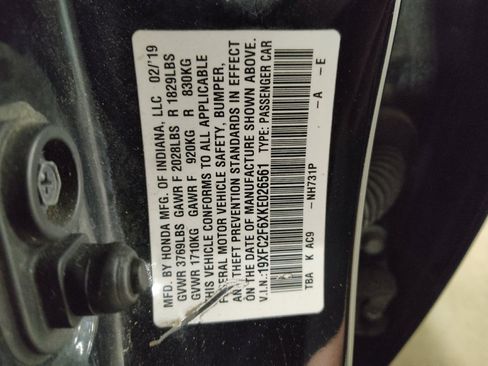 MFD. BY HONDA MFG. OF INDIANA, LLC 02/'19
GVWR 3769LBS GAWR F 2028LBS R 1829LBS
GVWR 1710KG GAWR F 920KG R 830KG
THIS VEHICLE CONFORMS TO ALL APPLICABLE
FEDERAL MOTOR VEHICLE SAFETY, BUMPER,
AND THEFT PREVENTION STANDARDS IN EFFECT
ON THE DATE OF MANUFACTURE SHOWN ABOVE.
V.I.N.:19XFC2F6XKE026561 TYPE: PASSENGER CAR
TBA K AC9 -NH731P -A -E